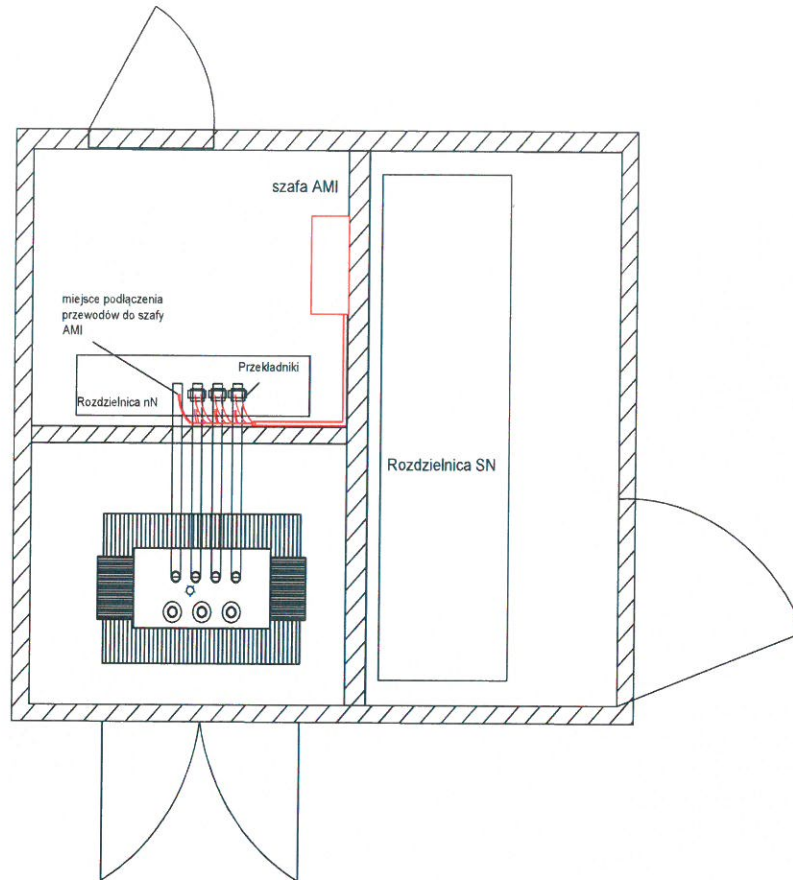 szafa AMI
miejsce podłączenia
przewodów do szafy
AMI
Przekładniki
Rozdzielnica nN
Rozdzielnica SN